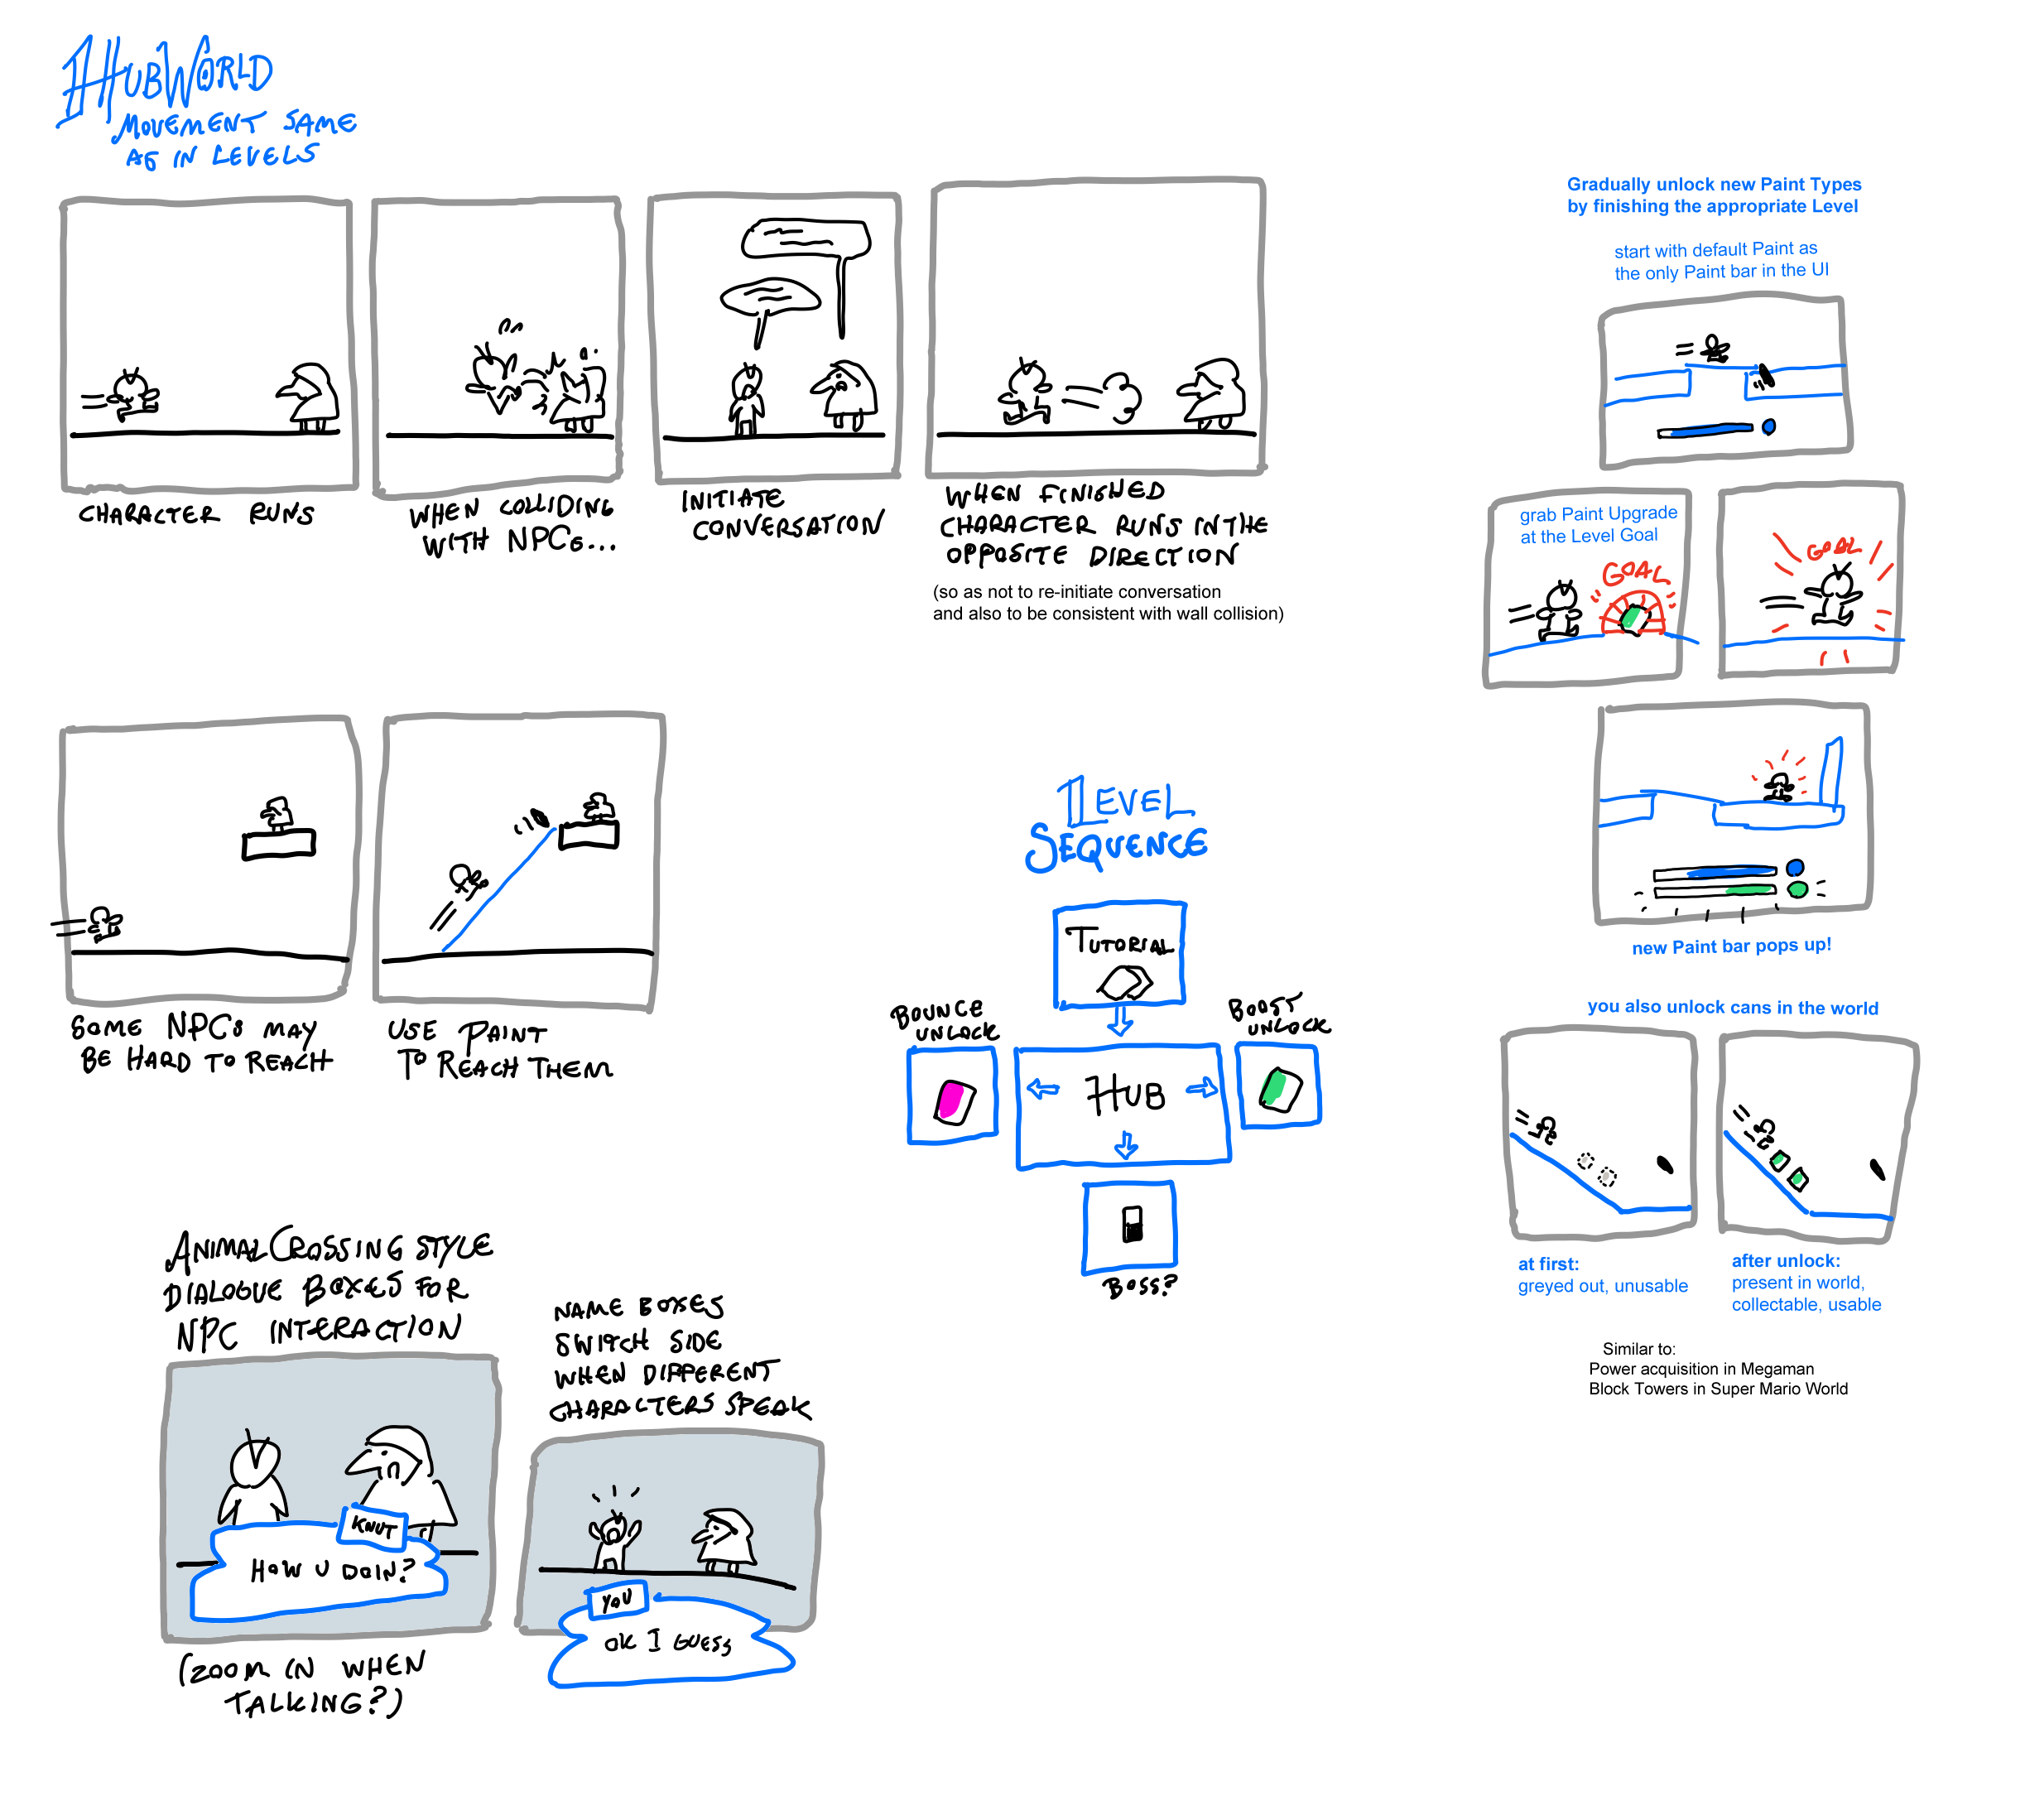 HUBWORLD
MOVEMENT SAME
AS IN LEVELS
CHARACTER RUNS
WHEN COLLIDING
WITH NPCs...
INITIATE
CONVERSATION
WHEN FINISHED
CHARACTER RUNS IN THE
OPPOSITE DIRECTION
(so as not to re-initiate conversation
and also to be consistent with wall collision)
SOME NPCs MAY
BE HARD TO REACH
USE PAINT
TO REACH THEM
ANIMAL CROSSING STYLE
DIALOGUE BOXES FOR
NPC INTERACTION
KNUT
HOW U DOIN?
(ZOOM IN WHEN
TALKING?)
NAME BOXES
SWITCH SIDE
WHEN DIFFERENT
CHARACTERS SPEAK
YOU
OK I GUESS
LEVEL
SEQUENCE
TUTORIAL
BOUNCE
UNLOCK
HUB
BOOST
UNLOCK
BOSS?
Gradually unlock new Paint Types
by finishing the appropriate Level
start with default Paint as
the only Paint bar in the UI
grab Paint Upgrade
at the Level Goal
GOAL
GOAL
new Paint bar pops up!
you also unlock cans in the world
at first:
greyed out, unusable
after unlock:
present in world,
collectable, usable
Similar to:
Power acquisition in Megaman
Block Towers in Super Mario World